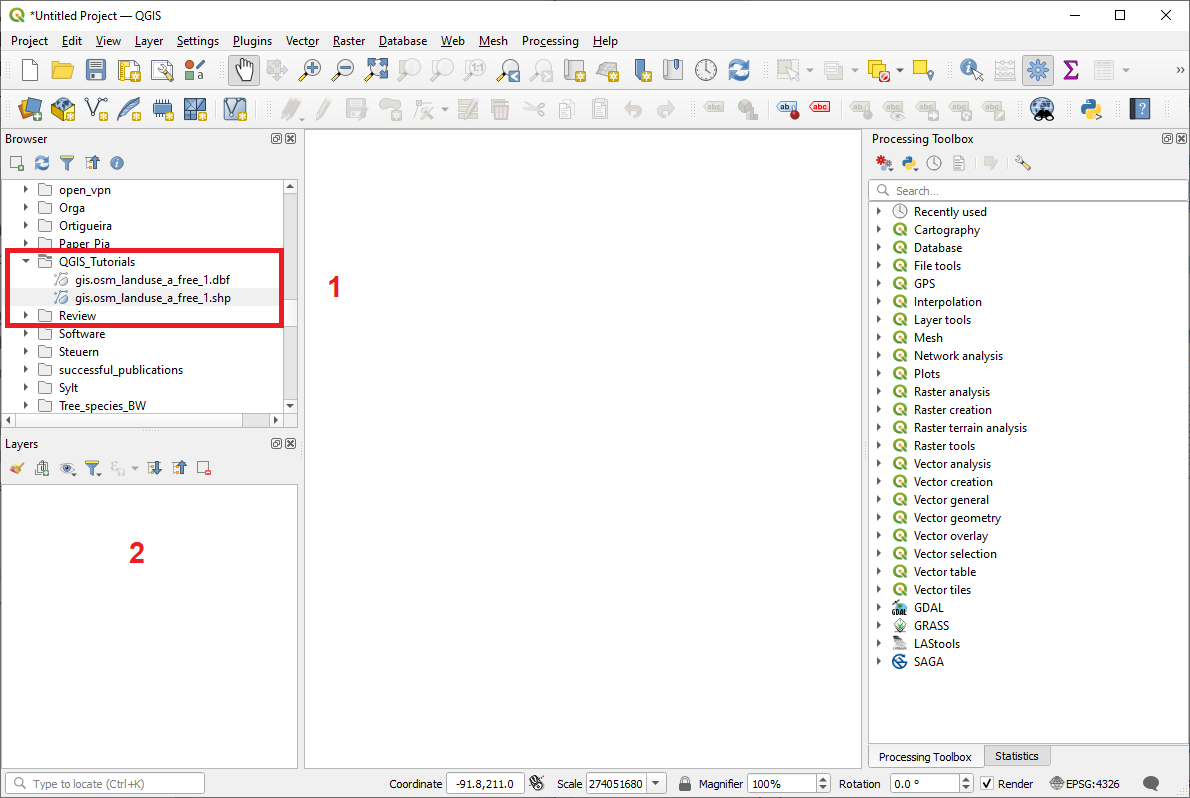 *Untitled Project — QGIS
Project Edit View Layer Settings Plugins Vector Raster Database Web Mesh Processing Help
Browser
open_vpn
Orga
Ortigueira
Paper_Pia
QGIS_Tutorials
gis.osm_landuse_a_free_1.dbf
gis.osm_landuse_a_free_1.shp
Review
Software
Steuern
successful_publications
Sylt
Tree_species_BW
1
Layers
2
Processing Toolbox
Search...
Recently used
Cartography
Database
File tools
GPS
Interpolation
Layer tools
Mesh
Network analysis
Plots
Raster analysis
Raster creation
Raster terrain analysis
Raster tools
Vector analysis
Vector creation
Vector general
Vector geometry
Vector overlay
Vector selection
Vector table
Vector tiles
GDAL
GRASS
LAStools
SAGA
Processing Toolbox Statistics
Type to locate (Ctrl+K) Coordinate -91.8,211.0 Scale 274051680 Magnifier 100% Rotation 0.0 ° Render EPSG:4326